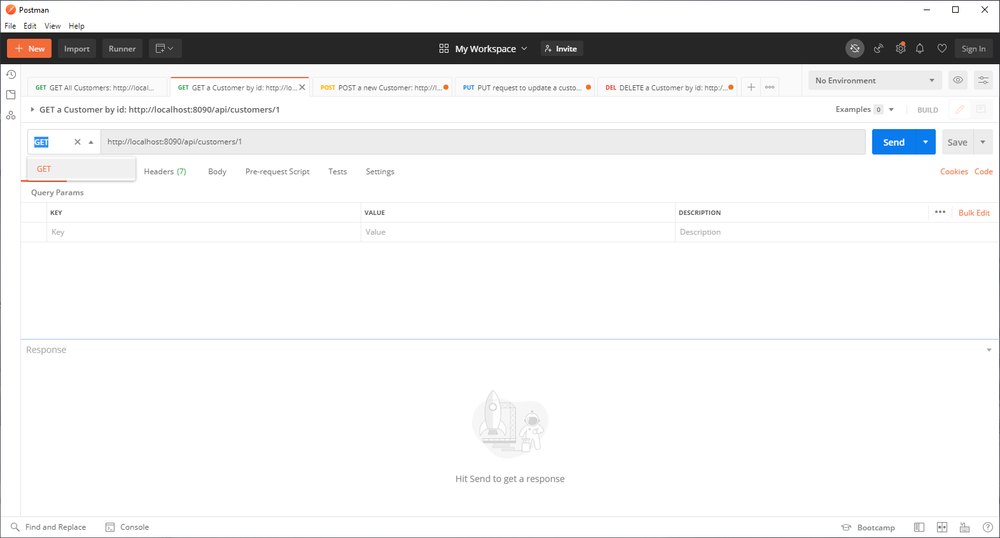 Postman
File Edit View Help
New Import Runner My Workspace Invite Sign In
GET GET All Customers: http://local... GET GET a Customer by id: http://lo... POST POST a new Customer: http://l... PUT PUT request to update a custo... DEL DELETE a Customer by id: http:/... No Environment
GET a Customer by id: http://localhost:8090/api/customers/1 Examples 0 BUILD
GET http://localhost:8090/api/customers/1 Send Save
GET Headers (7) Body Pre-request Script Tests Settings Cookies Code
Query Params
KEY VALUE DESCRIPTION Bulk Edit
Key Value Description
Response
Hit Send to get a response
Find and Replace Console Bootcamp